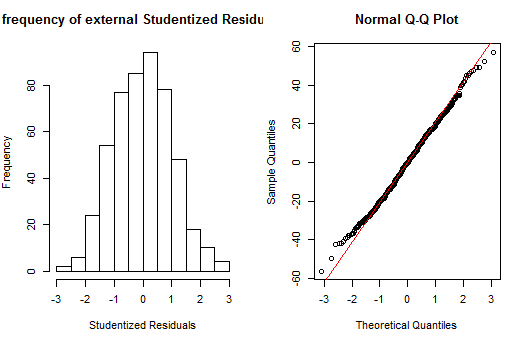 frequency of external Studentized Residu
Frequency
0 20 40 60 80
-3 -2 -1 0 1 2 3
Studentized Residuals
Normal Q-Q Plot
Sample Quantiles
-60 -40 -20 0 20 40 60
-3 -2 -1 0 1 2 3
Theoretical Quantiles